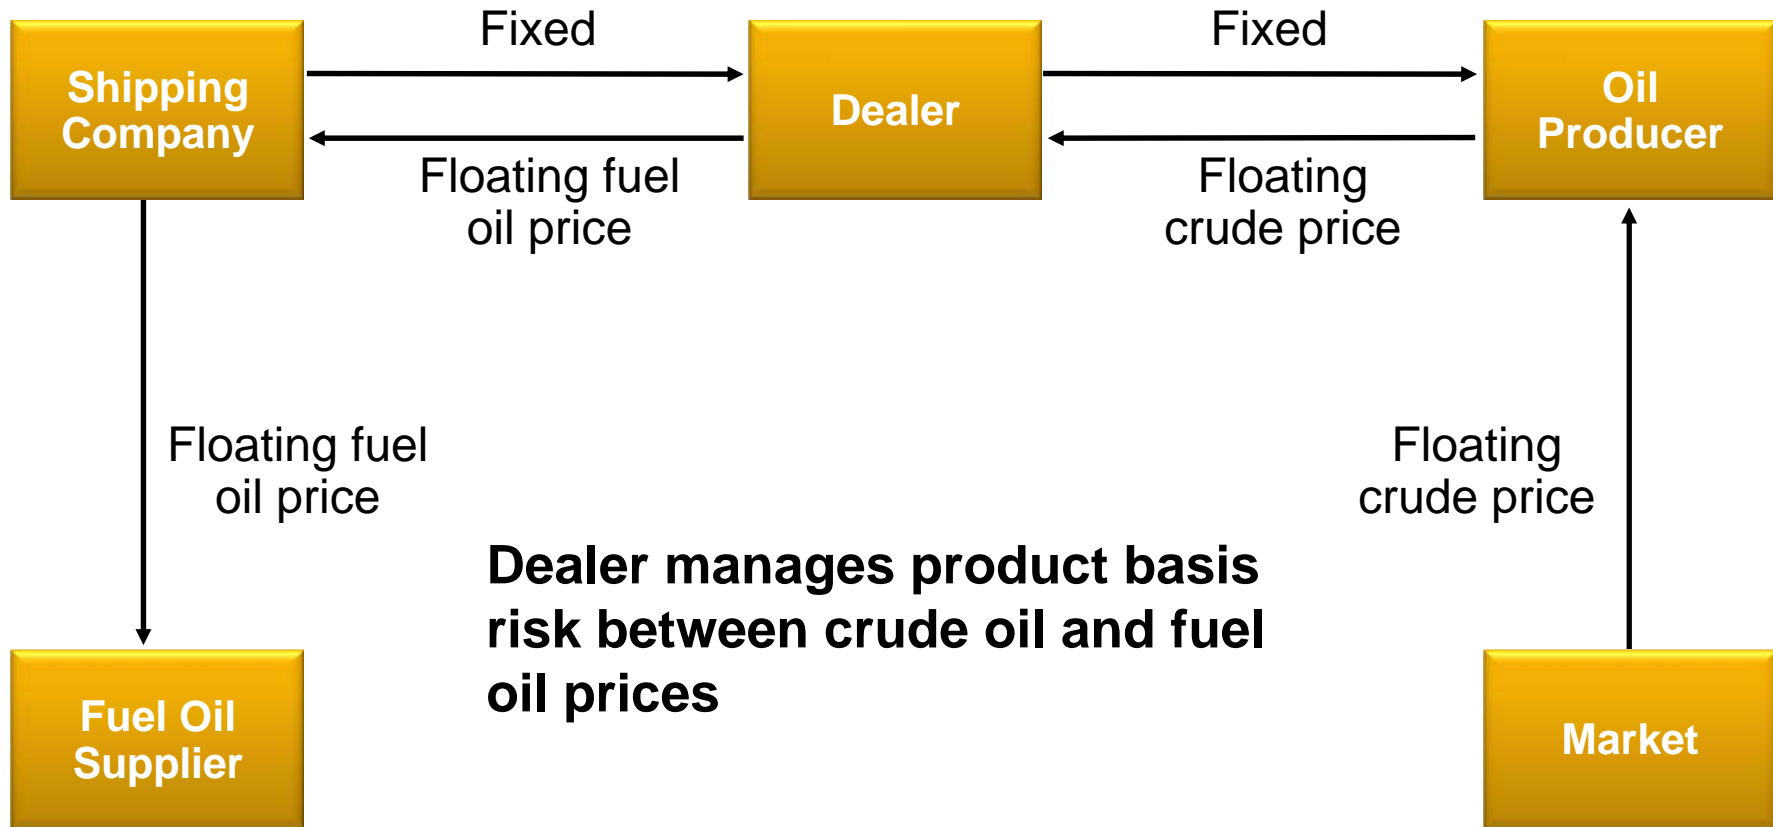 Fixed
Fixed
Shipping
Company
Dealer
Oil
Producer
Floating fuel
oil price
Floating
crude price
Floating fuel
oil price
Floating
crude price
Dealer manages product basis
risk between crude oil and fuel
oil prices
Fuel Oil
Supplier
Market